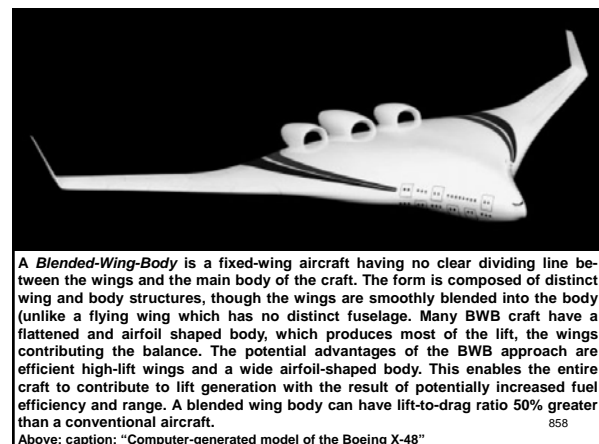 A Blended-Wing-Body is a fixed-wing aircraft having no clear dividing line be-
tween the wings and the main body of the craft. The form is composed of distinct
wing and body structures, though the wings are smoothly blended into the body
(unlike a flying wing which has no distinct fuselage. Many BWB craft have a
flattened and airfoil shaped body, which produces most of the lift, the wings
contributing the balance. The potential advantages of the BWB approach are
efficient high-lift wings and a wide airfoil-shaped body. This enables the entire
craft to contribute to lift generation with the result of potentially increased fuel
efficiency and range. A blended wing body can have lift-to-drag ratio 50% greater
than a conventional aircraft.
858
Above: caption: “Computer-generated model of the Boeing X-48”